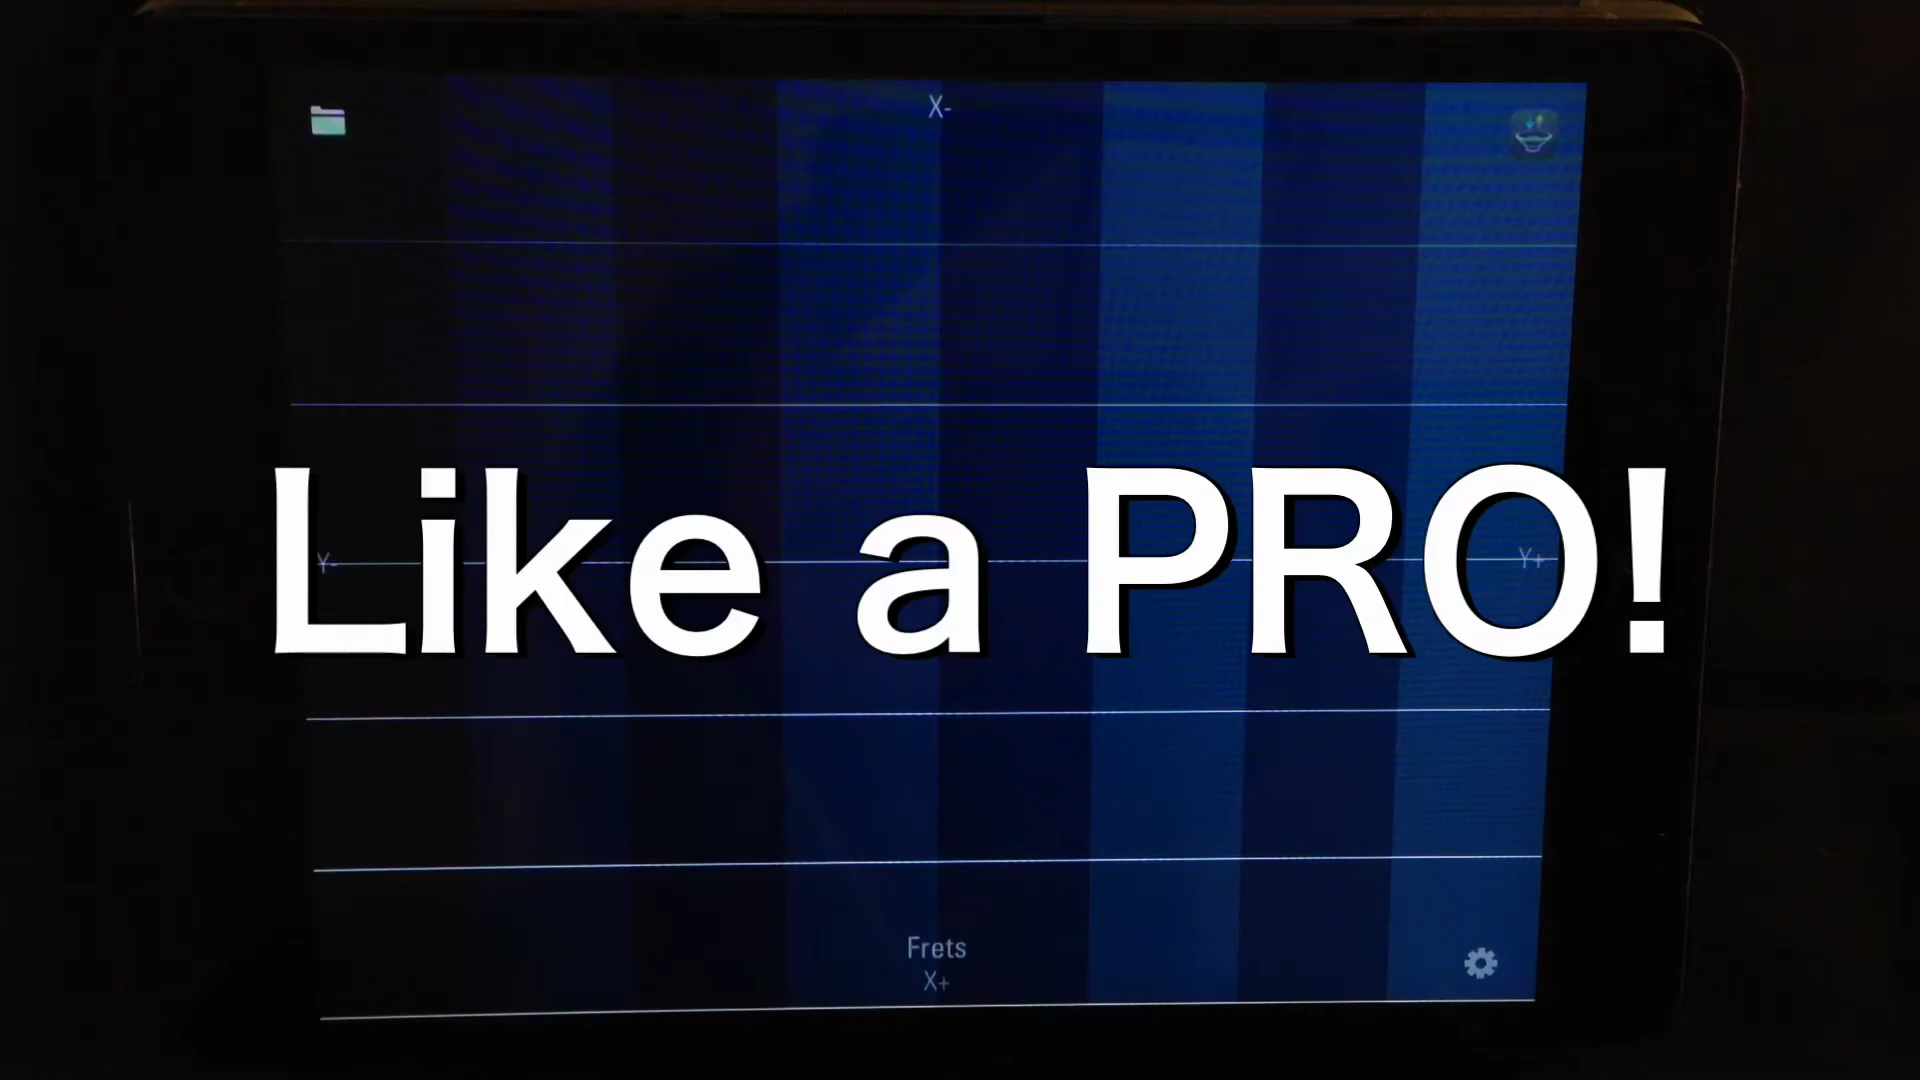 X-
Like a PRO!
Y-
Y+
Frets
X+